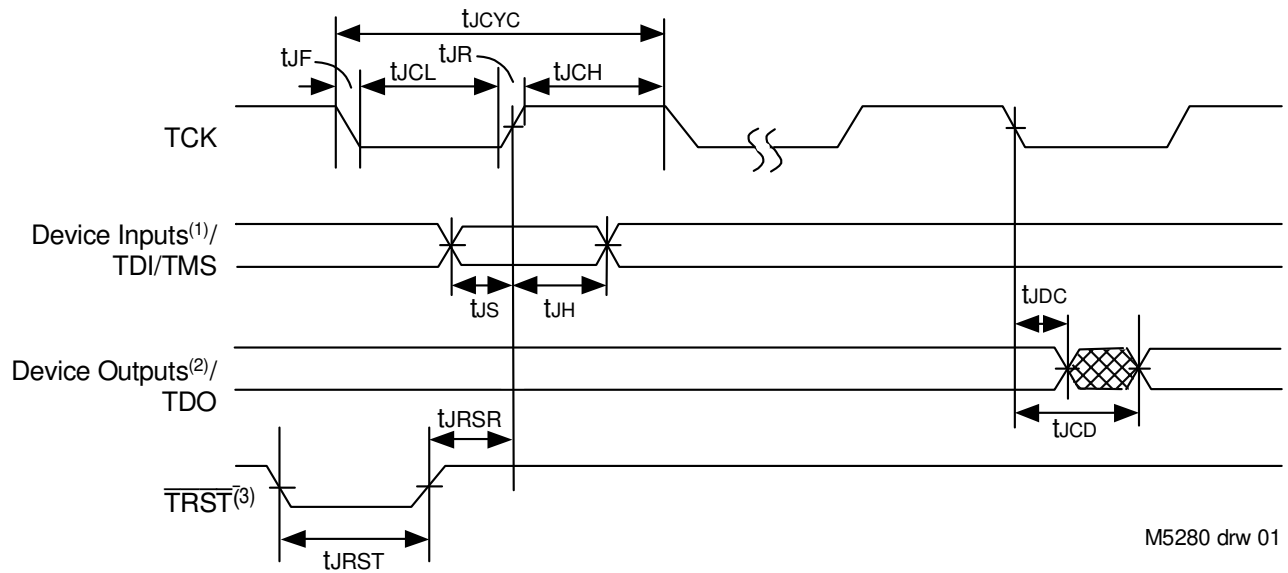 tJCYC
tJF
tJR
tJCL
tJCH
TCK
Device Inputs(1)/
TDI/TMS
tJS
tJH
tJDC
Device Outputs(2)/
TDO
tJRSR
tJCD
TRST(3)
tJRST
M5280 drw 01